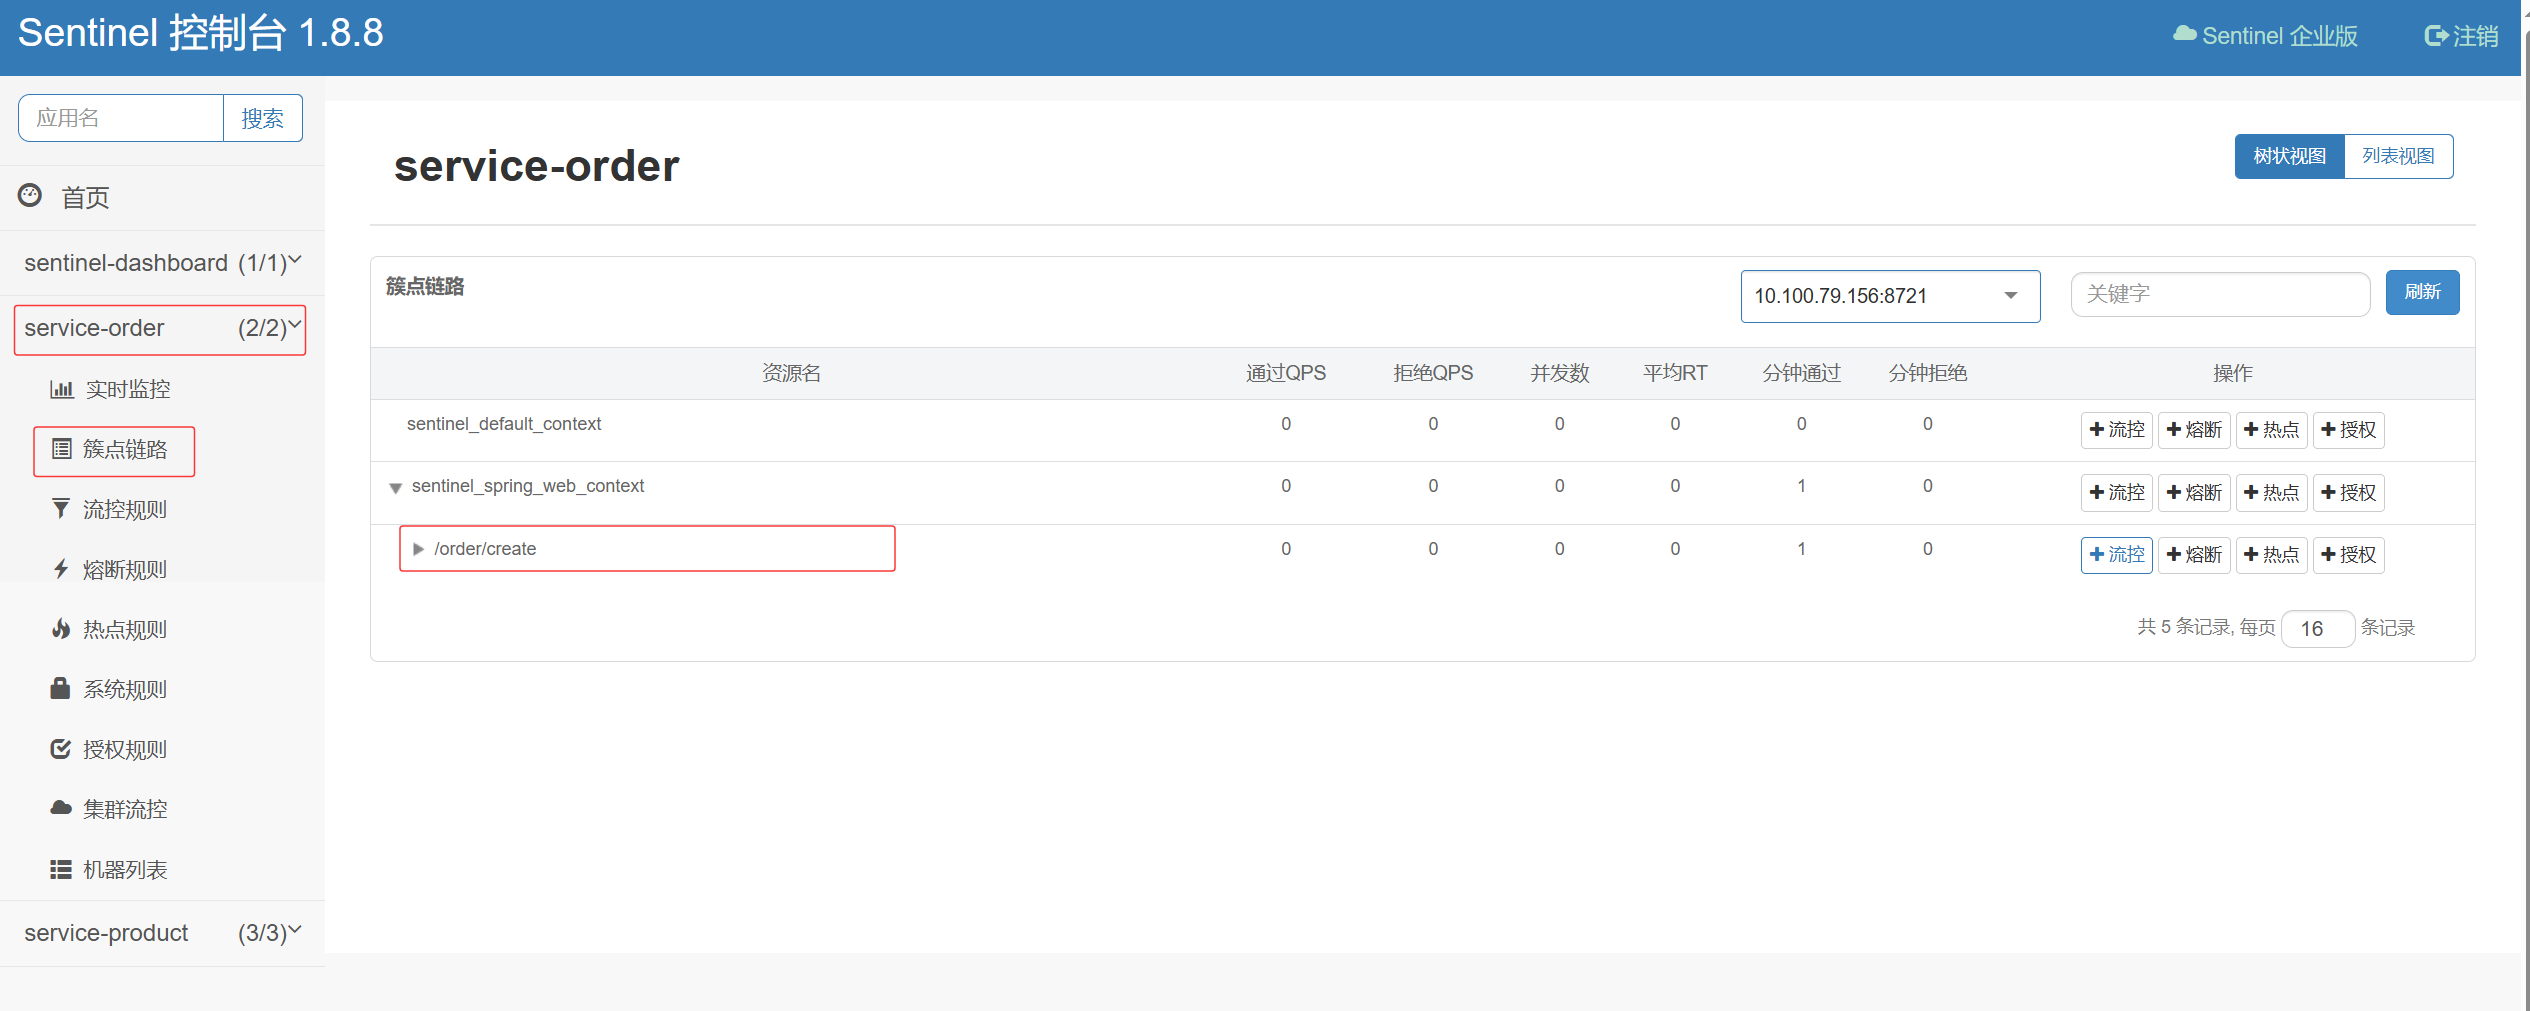 Sentinel 控制台 1.8.8
Sentinel 企业版
注销
应用名
搜索
首页
sentinel-dashboard (1/1)
service-order (2/2)
实时监控
簇点链路
流控规则
熔断规则
热点规则
系统规则
授权规则
集群流控
机器列表
service-product (3/3)
service-order
树状视图 列表视图
簇点链路
10.100.79.156:8721
关键字
刷新
资源名 通过QPS 拒绝QPS 并发数 平均RT 分钟通过 分钟拒绝 操作
sentinel_default_context 0 0 0 0 0 0 流控 熔断 热点 授权
sentinel_spring_web_context 0 0 0 0 1 0 流控 熔断 热点 授权
/order/create 0 0 0 0 1 0 流控 熔断 热点 授权
共 5 条记录, 每页 16 条记录